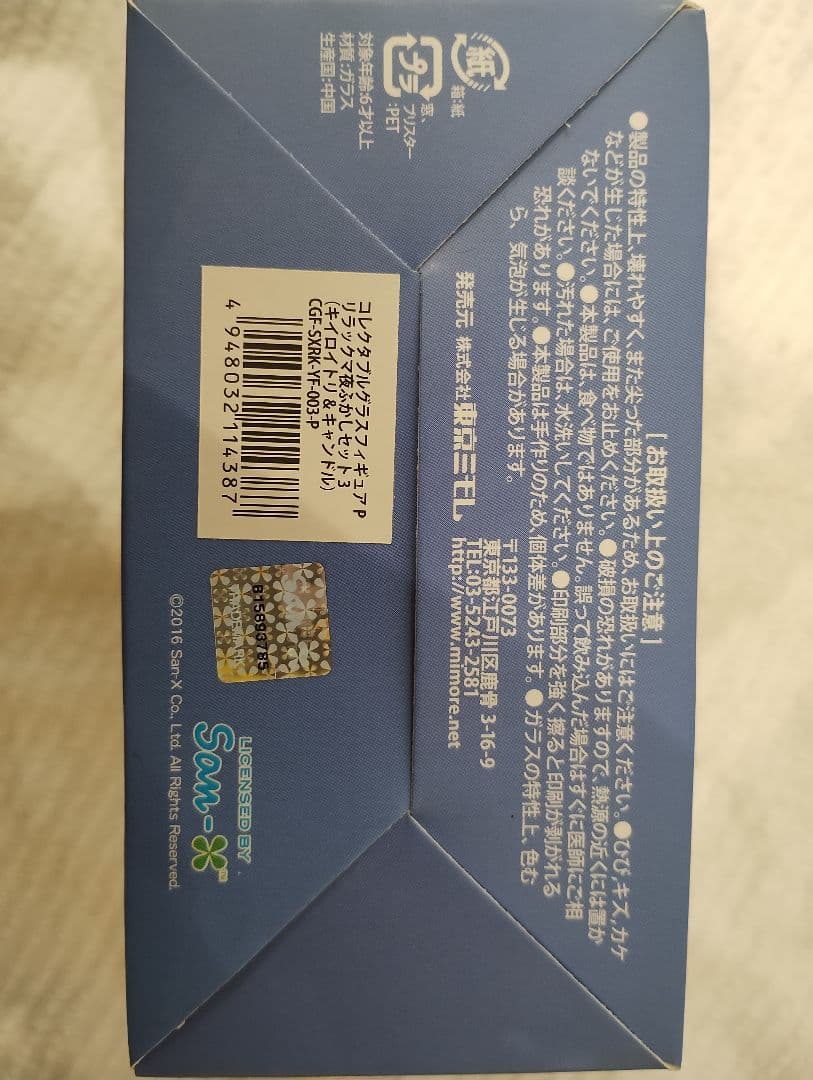 [お取扱い上のご注意]
●製品の特性上、壊れやすく、また尖った部分があるため、お取扱いにはご注意ください。●ひび、キズ、カケ
などが生じた場合には、ご使用をお止めください。●破損の恐れがありますので、熱源の近くには置か
ないでください。●本製品は、食べ物ではありません。誤って飲み込んだ場合はすぐに医師にご相
談ください。●汚れた場合は、水洗いしてください。●印刷部分を強く擦ると印刷が剥がれる
恐れがあります。●本製品は手作りのため、個体差があります。●ガラスの特性上、色む
ら、気泡が生じる場合があります。
発売元 株式会社 東京ミモレ
〒133-0073
東京都江戸川区鹿骨 3-16-9
TEL:03-5243-2581
http://www.mimore.net
紙
箱:紙
プラ
窓、
ブリスター
:PET
対象年齢:6才以上
材質:ガラス
生産国:中国
コレクタブルグラスフィギュアP
リラックマ夜ふかしセット3
(キイロイトリ&キャンドル)
CGF-SXRK-YF-003-P
4 948032 114387
San-X
B15893785
LICENSED BY
San-X™
©2016 San-X Co., Ltd. All Rights Reserved.